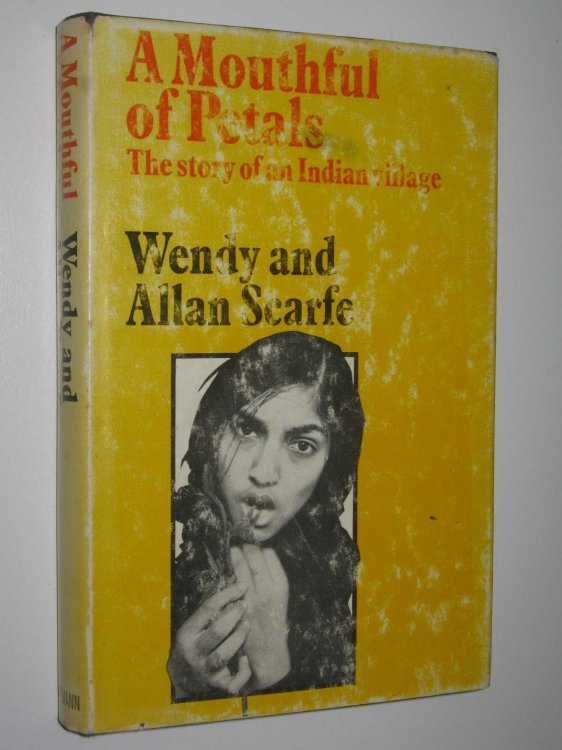 A Mouthful
of Petals
The story of an Indian village
Wendy and
Allan Scarfe
A Mouthful
Wendy and